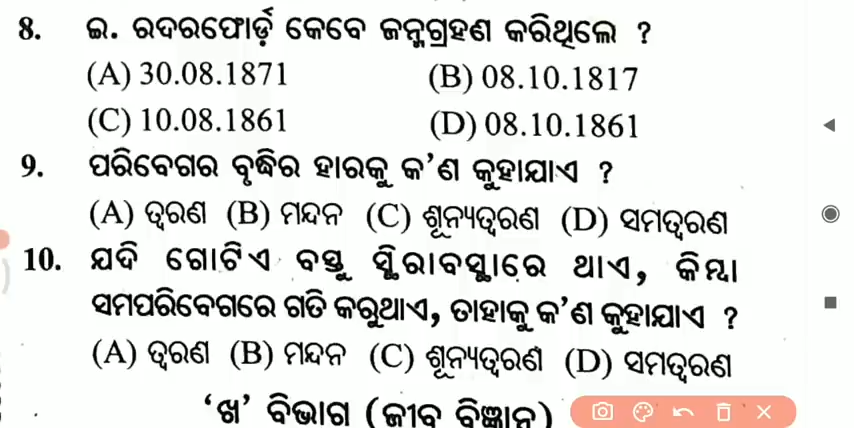 8. ଇ. ରଦରଫୋର୍ଡ଼ କେବେ ଜନ୍ମଗ୍ରହଣ କରିଥିଲେ ?
(A) 30.08.1871 (B) 08.10.1817
(C) 10.08.1861 (D) 08.10.1861
9. ପରିବେଗର ବୃଦ୍ଧିର ହାରକୁ କ’ଣ କୁହାଯାଏ ?
(A) ତ୍ୱରଣ (B) ମନ୍ଦନ (C) ଶୂନ୍ୟତ୍ୱରଣ (D) ସମତ୍ୱରଣ
10. ଯଦି ଗୋଟିଏ ବସ୍ତୁ ସ୍ଥିରାବସ୍ଥାରେ ଥାଏ, କିମ୍ବା
ସମପରିବେଗରେ ଗତି କରୁଥାଏ, ତାହାକୁ କ’ଣ କୁହାଯାଏ ?
(A) ତ୍ୱରଣ (B) ମନ୍ଦନ (C) ଶୂନ୍ୟତ୍ୱରଣ (D) ସମତ୍ୱରଣ
‘ଖ’ ବିଭାଗ (ଜୀବ ବିଜ୍ଞାନ)